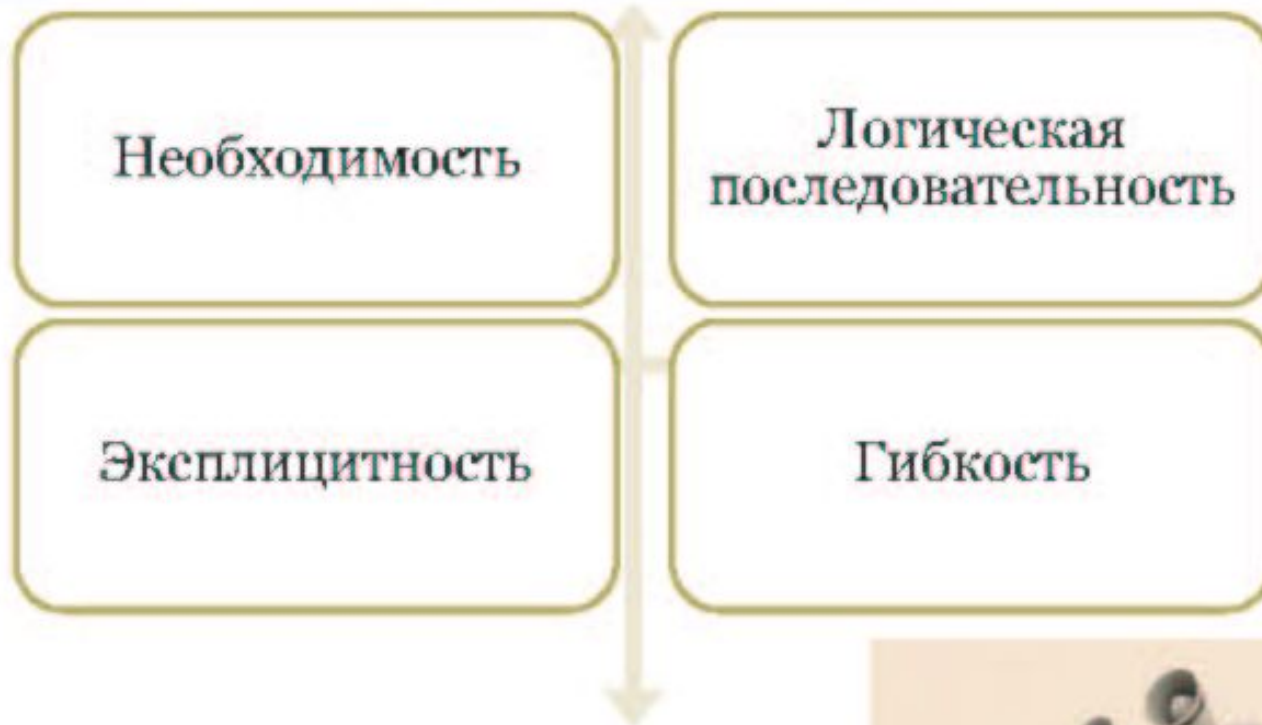 Необходимость
Логическая
последовательность
Эксплицитность
Гибкость